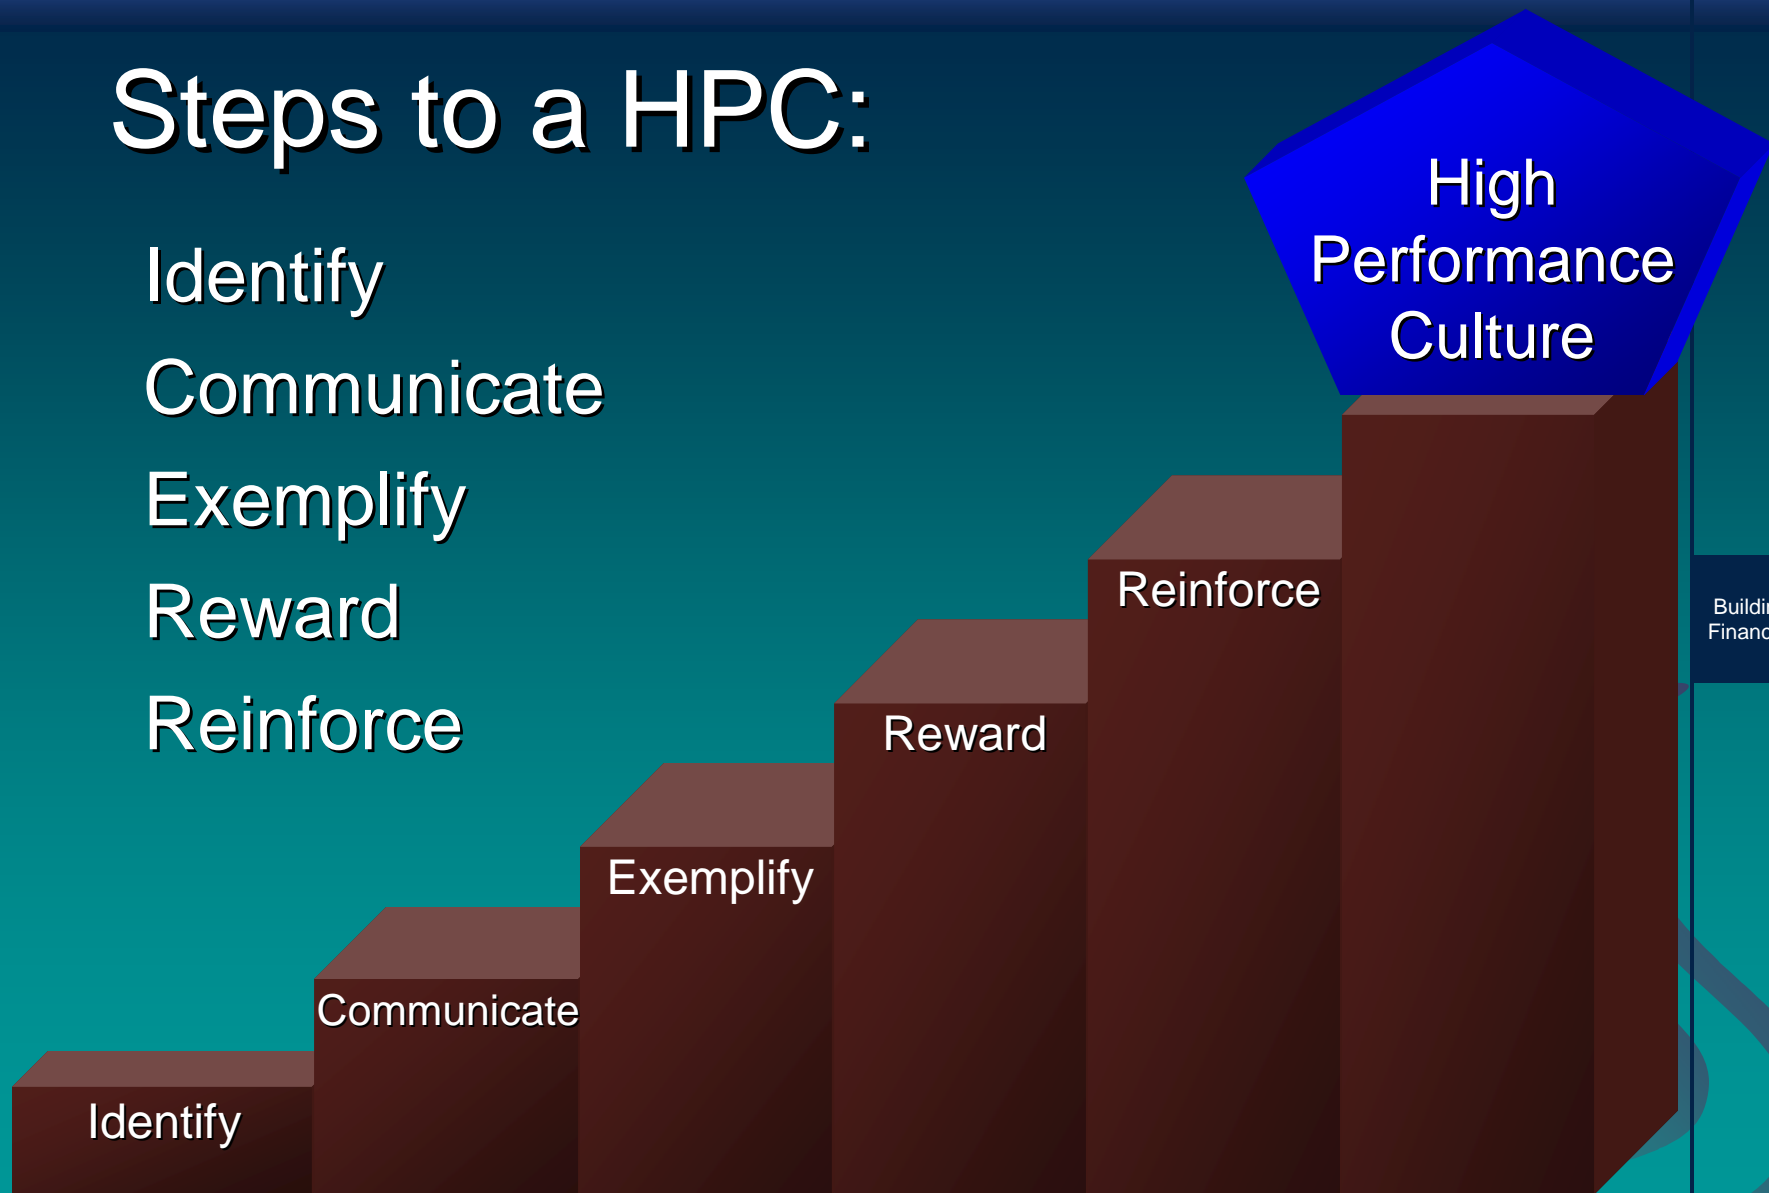 Steps to a HPC:
Identify
Communicate
Exemplify
Reward
Reinforce
High
Performance
Culture
Reinforce
Reward
Exemplify
Communicate
Identify